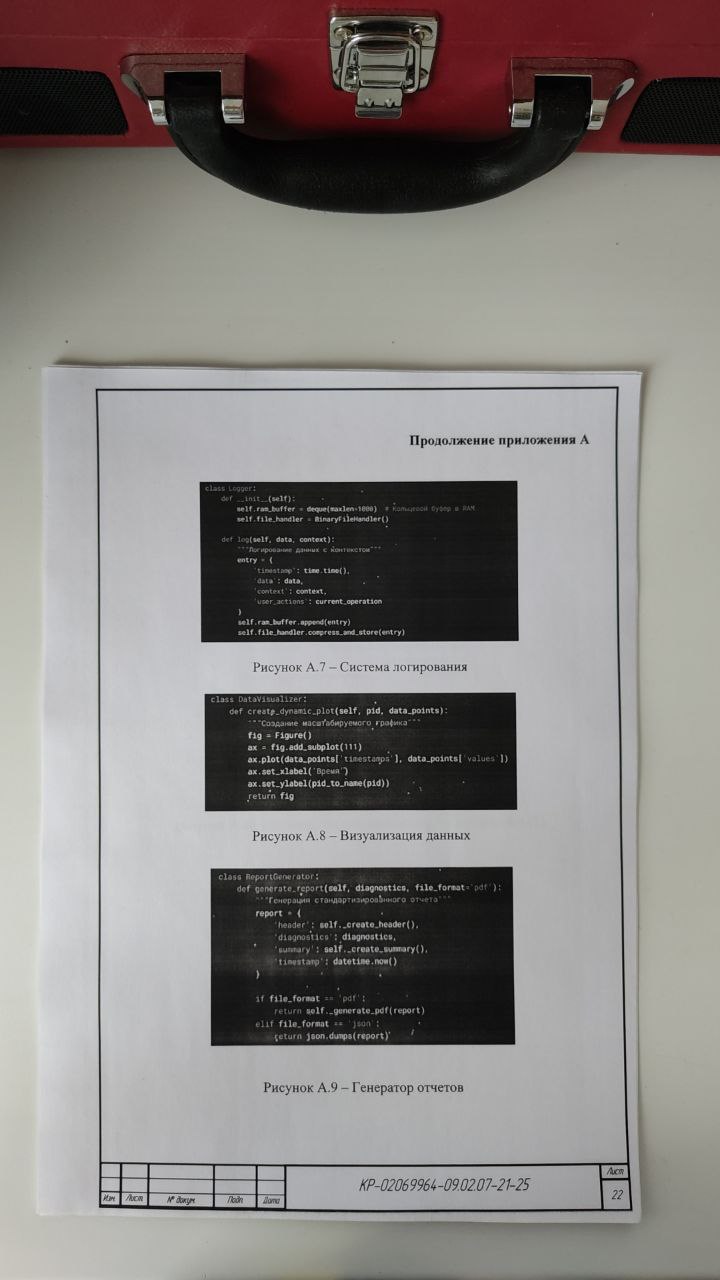 Продолжение приложения А
class Logger:
def __init__(self):
self.ram_buffer = deque(maxlen=1000) # Кольцевой буфер в RAM
self.file_handler = BinaryFileHandler()
def log(self, data, context):
"""Логирование данных с контекстом"""
entry = {
'timestamp': time.time(),
'data': data,
'context': context,
'user_actions': current_operation
}
self.ram_buffer.append(entry)
self.file_handler.compress_and_store(entry)
Рисунок А.7 – Система логирования
class DataVisualizer:
def create_dynamic_plot(self, pid, data_points):
"""Создание масштабируемого графика"""
fig = Figure()
ax = fig.add_subplot(111)
ax.plot(data_points['timestamps'], data_points['values'])
ax.set_xlabel('Время')
ax.set_ylabel(pid_to_name(pid))
return fig
Рисунок А.8 – Визуализация данных
class ReportGenerator:
def generate_report(self, diagnostics, file_format='pdf'):
"""Генерация стандартизированного отчета"""
report = {
'header': self._create_header(),
'diagnostics': diagnostics,
'summary': self._create_summary(),
'timestamp': datetime.now()
}
if file_format == 'pdf':
return self._generate_pdf(report)
elif file_format == 'json':
return json.dumps(report)
Рисунок А.9 – Генератор отчетов
Изм Лист № докум. Подп. Дата
КР-02069964-09.02.07-21-25
Лист
22